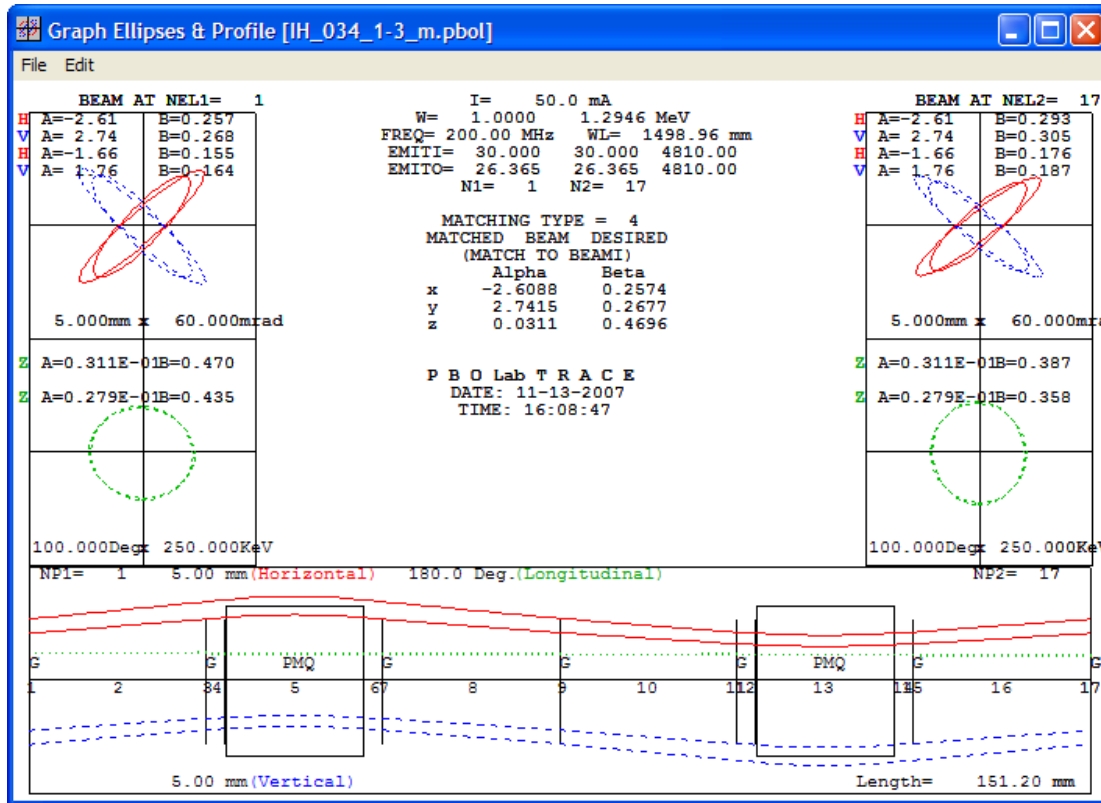 Graph Ellipses & Profile [IH_034_1-3_m.pbol]
File Edit
BEAM AT NEL1= 1
H A=-2.61 B=0.257
V A= 2.74 B=0.268
H A=-1.66 B=0.155
V A= 1.76 B=0.164
5.000mm x 60.000mrad
Z A=0.311E-01B=0.470
Z A=0.279E-01B=0.435
100.000Degx 250.000KeV
I= 50.0 mA
W= 1.0000 1.2946 MeV
FREQ= 200.00 MHz WL= 1498.96 mm
EMITI= 30.000 30.000 4810.00
EMITO= 26.365 26.365 4810.00
N1= 1 N2= 17
MATCHING TYPE = 4
MATCHED BEAM DESIRED
(MATCH TO BEAMI)
Alpha Beta
x -2.6088 0.2574
y 2.7415 0.2677
z 0.0311 0.4696
P B O Lab T R A C E
DATE: 11-13-2007
TIME: 16:08:47
BEAM AT NEL2= 17
H A=-2.61 B=0.293
V A= 2.74 B=0.305
H A=-1.66 B=0.176
V A= 1.76 B=0.187
5.000mm x 60.000mra
Z A=0.311E-01B=0.387
Z A=0.279E-01B=0.358
100.000Degx 250.000KeV
NP1= 1 5.00 mm(Horizontal) 180.0 Deg.(Longitudinal) NP2= 17
G G PMQ G G G PMQ G G
1 2 34 5 67 8 9 10 1112 13 1415 16 17
5.00 mm(Vertical) Length= 151.20 mm